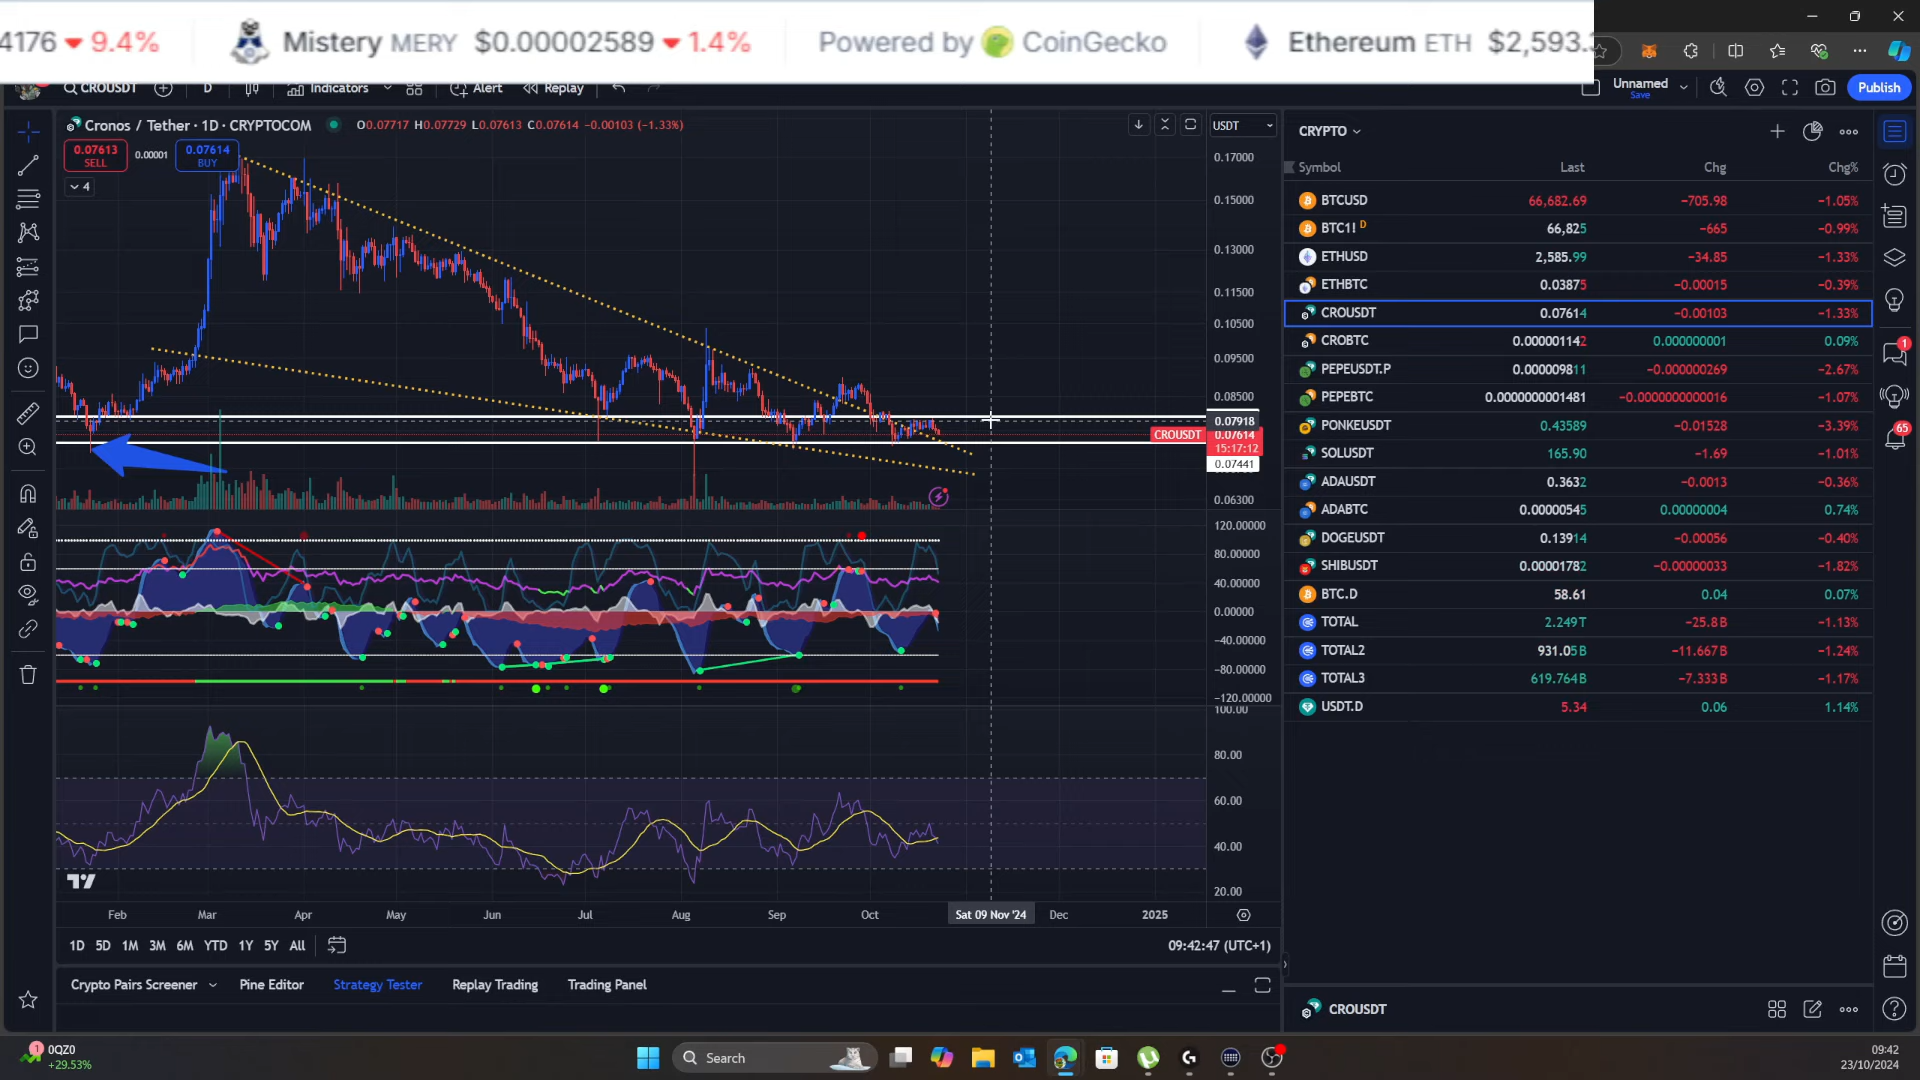 4176 ▼ 9.4% Mistery MERY $0.00002589 ▼ 1.4% Powered by CoinGecko Ethereum ETH $2,593.
CROUSDT D Indicators Alert Replay Unnamed Save Publish
Cronos / Tether · 1D · CRYPTOCOM O0.07717 H0.07729 L0.07613 C0.07614 −0.00103 (−1.33%) USDT
0.07613 SELL 0.00001 0.07614 BUY
4
0.17000
0.15000
0.13000
0.11500
0.10500
0.09500
0.08500
0.07918
CROUSDT 0.07614
15:17:12
0.07441
0.06300
120.00000
80.00000
40.00000
0.00000
−40.00000
−80.00000
−120.00000
100.00
80.00
60.00
40.00
20.00
Feb Mar Apr May Jun Jul Aug Sep Oct Sat 09 Nov '24 Dec 2025
1D 5D 1M 3M 6M YTD 1Y 5Y All 09:42:47 (UTC+1)
Crypto Pairs Screener Pine Editor Strategy Tester Replay Trading Trading Panel
CRYPTO
Symbol Last Chg Chg%
BTCUSD 66,682.69 −705.98 −1.05%
BTC1! D 66,825 −665 −0.99%
ETHUSD 2,585.99 −34.85 −1.33%
ETHBTC 0.03875 −0.00015 −0.39%
CROUSDT 0.07614 −0.00103 −1.33%
CROBTC 0.000001142 0.000000001 0.09%
PEPEUSDT.P 0.000009811 −0.000000269 −2.67%
PEPEBTC 0.0000000001481 −0.0000000000016 −1.07%
PONKEUSDT 0.43589 −0.01528 −3.39%
SOLUSDT 165.90 −1.69 −1.01%
ADAUSDT 0.3632 −0.0013 −0.36%
ADABTC 0.00000545 0.00000004 0.74%
DOGEUSDT 0.13914 −0.00056 −0.40%
SHIBUSDT 0.00001782 −0.00000033 −1.82%
BTC.D 58.61 0.04 0.07%
TOTAL 2.249T −25.8B −1.13%
TOTAL2 931.05B −11.667B −1.24%
TOTAL3 619.764B −7.333B −1.17%
USDT.D 5.34 0.06 1.14%
CROUSDT
1
65
1 0QZ0
+29.53%
Search
09:42
23/10/2024